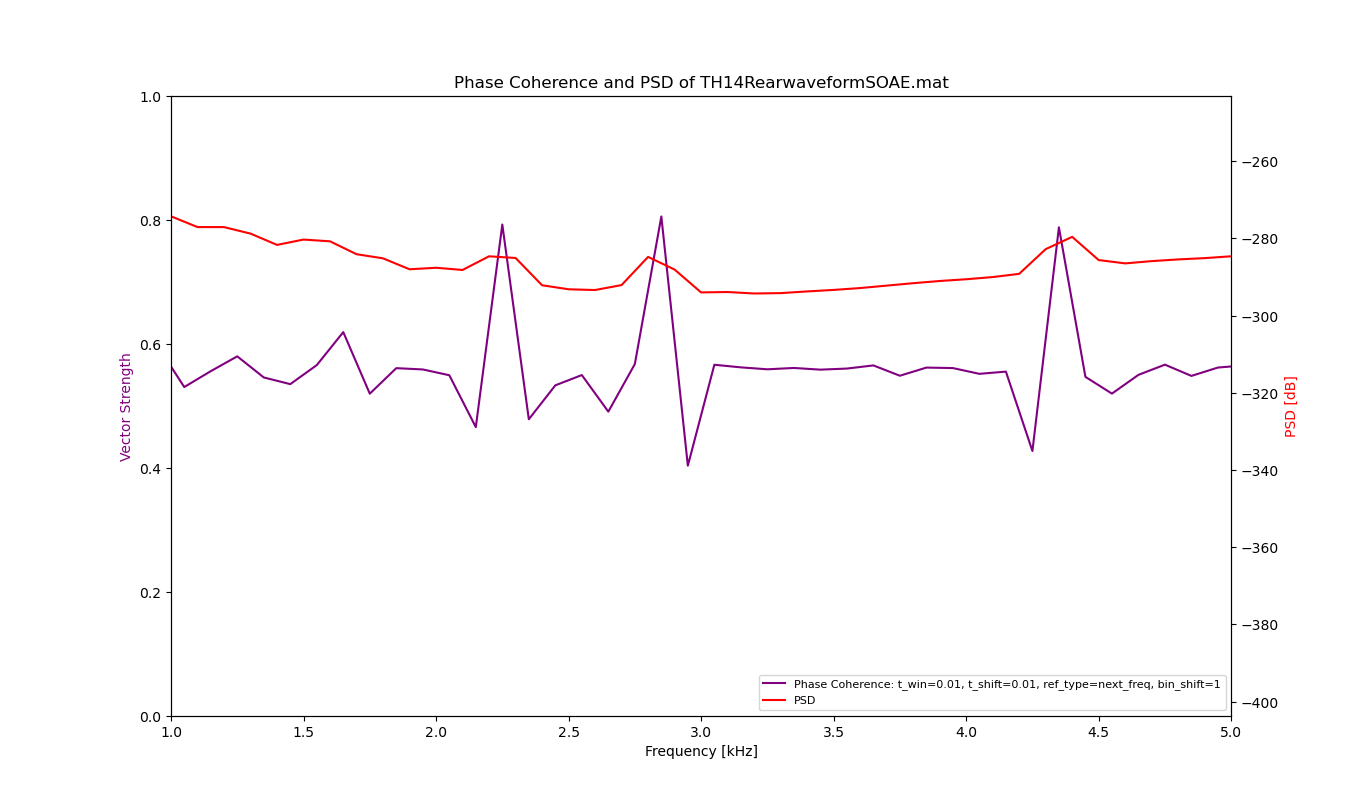 Phase Coherence and PSD of TH14RearwaveformSOAE.mat
1.0
0.8
0.6
0.4
0.2
0.0
Vector Strength
−260
−280
−300
−320
−340
−360
−380
−400
PSD [dB]
Phase Coherence: t_win=0.01, t_shift=0.01, ref_type=next_freq, bin_shift=1
PSD
1.0 1.5 2.0 2.5 3.0 3.5 4.0 4.5 5.0
Frequency [kHz]